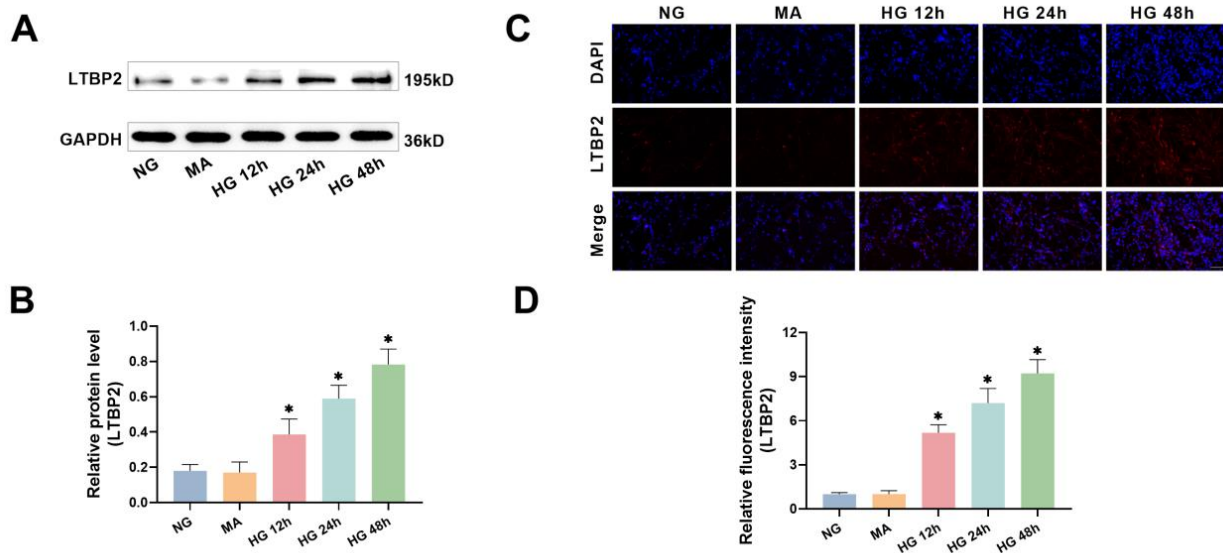 A
LTBP2
195kD
GAPDH
36kD
NG
MA
HG 12h
HG 24h
HG 48h
B
Relative protein level
(LTBP2)
1.0
0.8
0.6
0.4
0.2
0.0
*
*
*
NG
MA
HG 12h
HG 24h
HG 48h
C
NG
MA
HG 12h
HG 24h
HG 48h
DAPI
LTBP2
Merge
D
Relative fluorescence intensity
(LTBP2)
12
9
6
3
0
*
*
*
NG
MA
HG 12h
HG 24h
HG 48h